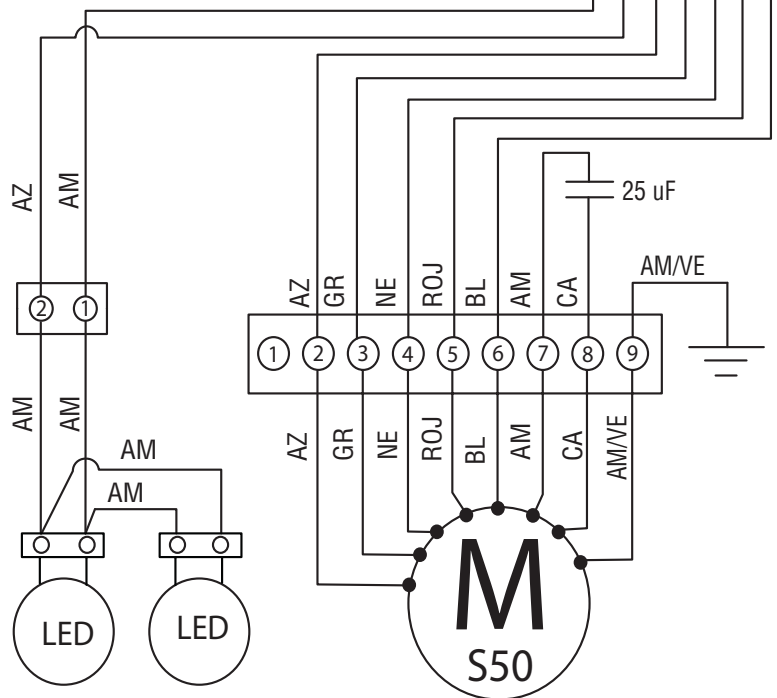 25 uF
AZ
AM
AZ
GR
NE
ROJ
BL
AM
CA
AM/VE
2
1
1
2
3
4
5
6
7
8
9
AM
AM
AZ
GR
NE
ROJ
BL
AM
CA
AM/VE
AM
AM
LED
LED
M
S50